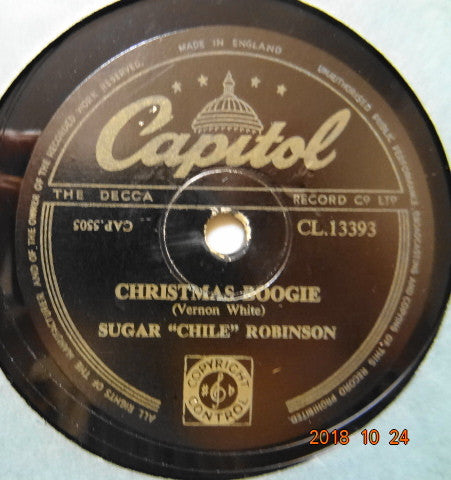 MADE IN ENGLAND
ALL RIGHTS OF THE MANUFACTURER AND OF THE OWNER OF THE RECORDED WORK RESERVED.
UNAUTHORISED PUBLIC PERFORMANCE, BROADCASTING AND COPYING OF THIS RECORD PROHIBITED.
Capitol
THE DECCA RECORD CO LTD
CAP.5505
CL.13393
CHRISTMAS BOOGIE
(Vernon White)
SUGAR "CHILE" ROBINSON
COPYRIGHT
CONTROL
2018 10 24